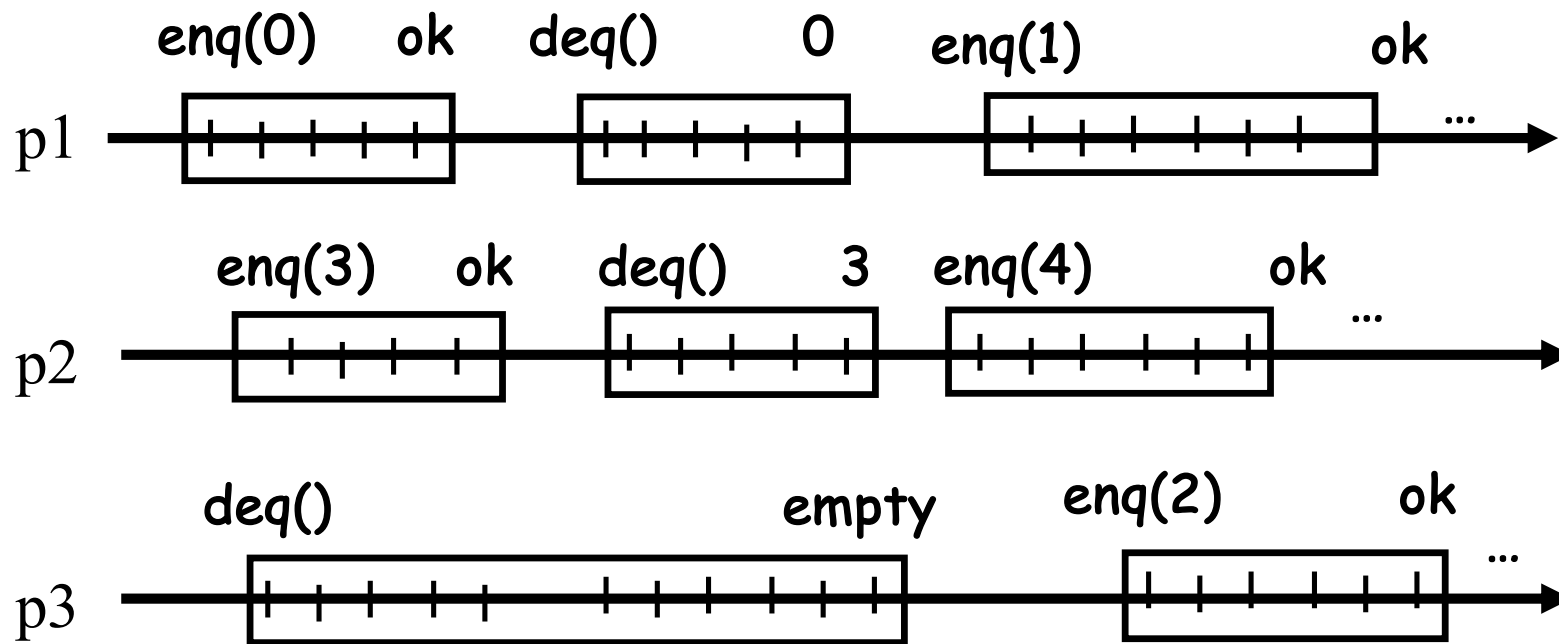 enq(0) ok deq() 0 enq(1) ok
p1 ...
enq(3) ok deq() 3 enq(4) ok
p2 ...
deq() empty enq(2) ok
p3 ...